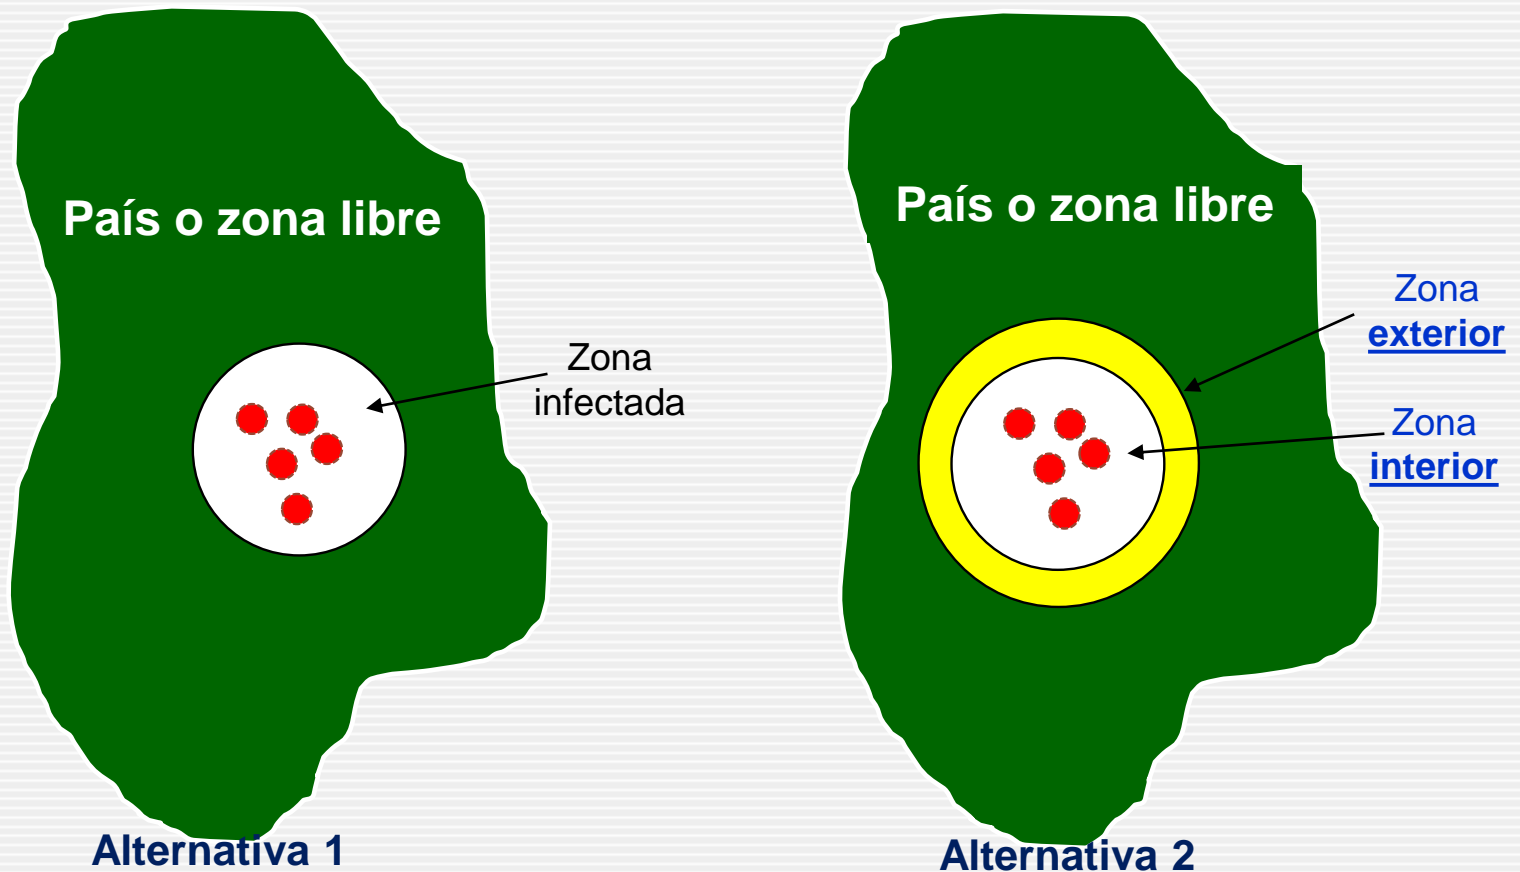 País o zona libre
Zona
infectada
Alternativa 1
País o zona libre
Zona
exterior
Zona
interior
Alternativa 2